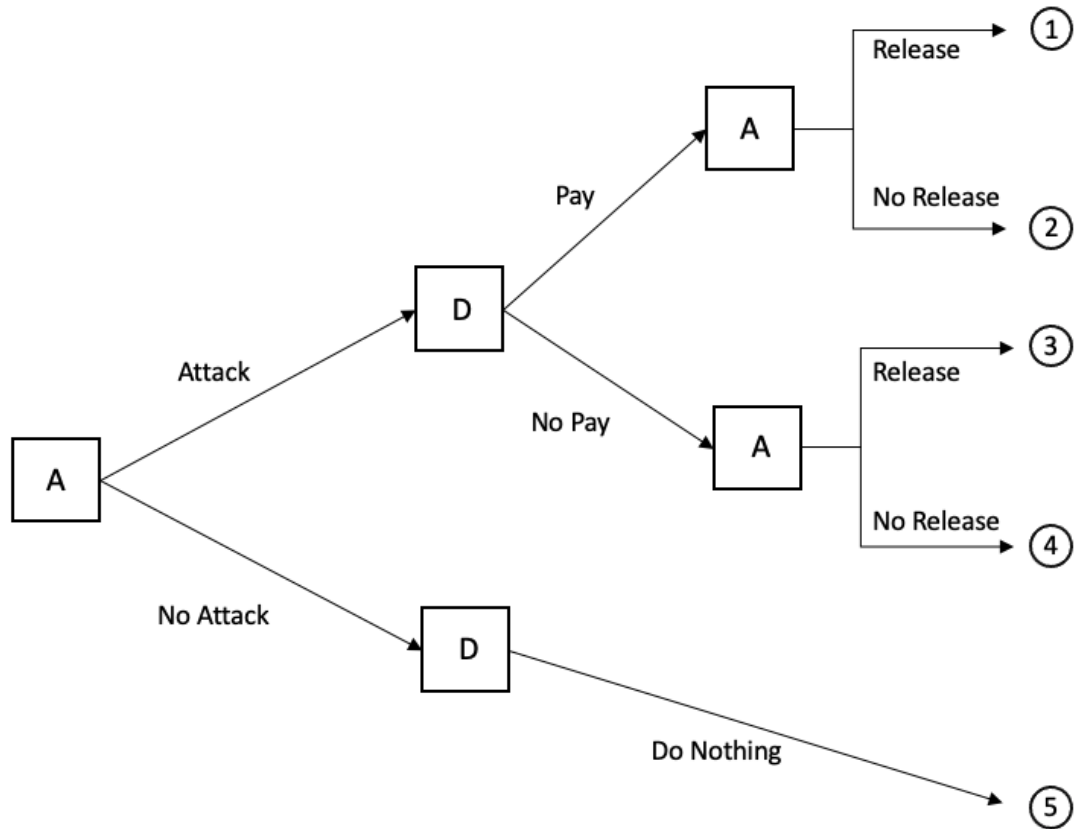 1
Release
A
Pay
No Release
2
D
Attack
3
Release
No Pay
A
A
No Release
4
No Attack
D
Do Nothing
5